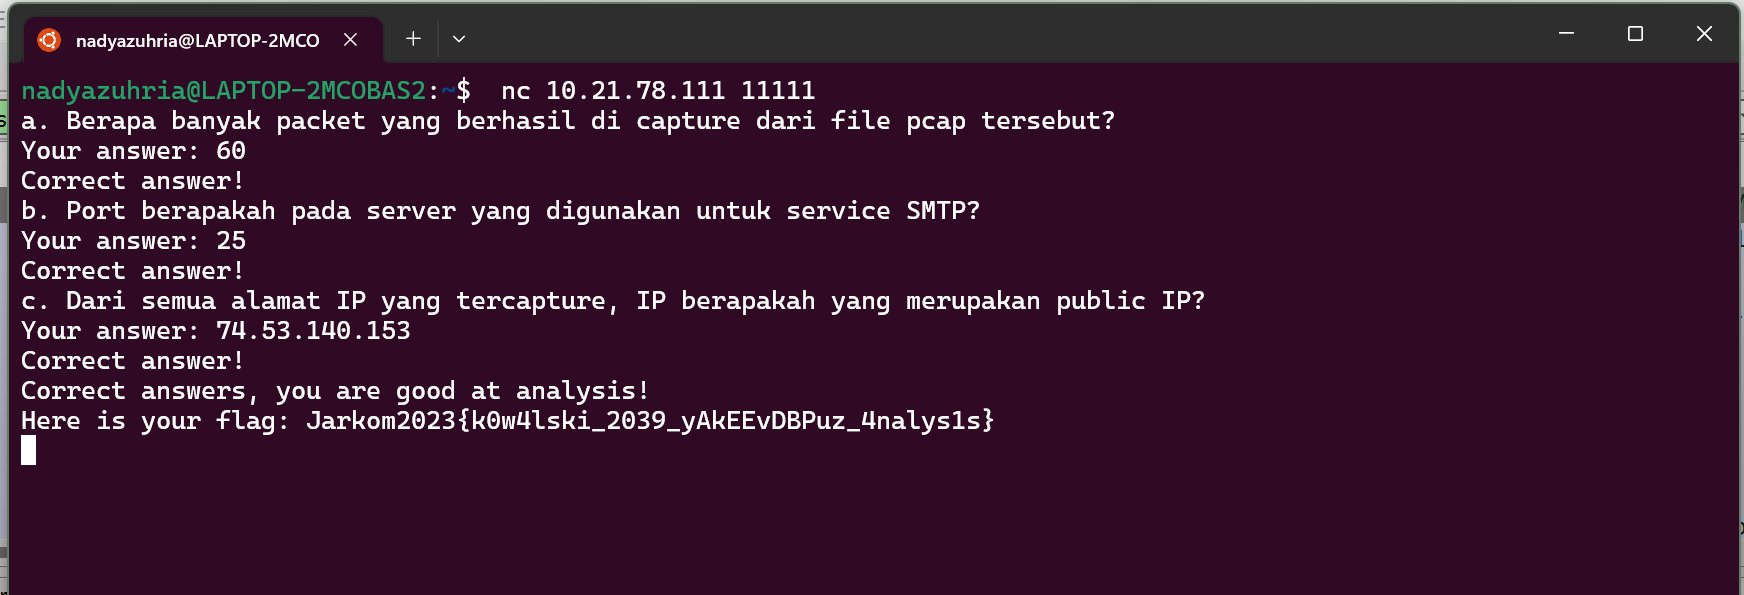 nadyazuhria@LAPTOP-2MCO
nadyazuhria@LAPTOP-2MCOBAS2:~$  nc 10.21.78.111 11111
a. Berapa banyak packet yang berhasil di capture dari file pcap tersebut?
Your answer: 60
Correct answer!
b. Port berapakah pada server yang digunakan untuk service SMTP?
Your answer: 25
Correct answer!
c. Dari semua alamat IP yang tercapture, IP berapakah yang merupakan public IP?
Your answer: 74.53.140.153
Correct answer!
Correct answers, you are good at analysis!
Here is your flag: Jarkom2023{k0w4lski_2039_yAkEEvDBPuz_4nalys1s}